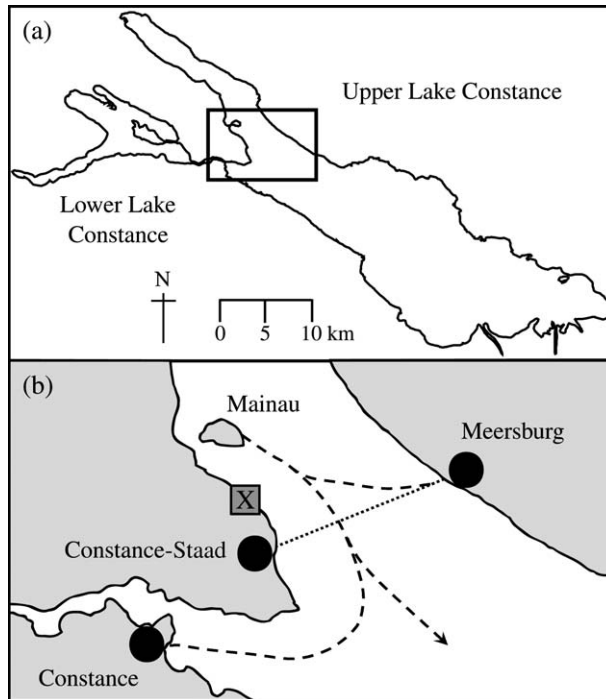 (a)
Upper Lake Constance
Lower Lake
Constance
N
0 5 10 km
(b)
Mainau
Meersburg
X
Constance-Staad
Constance